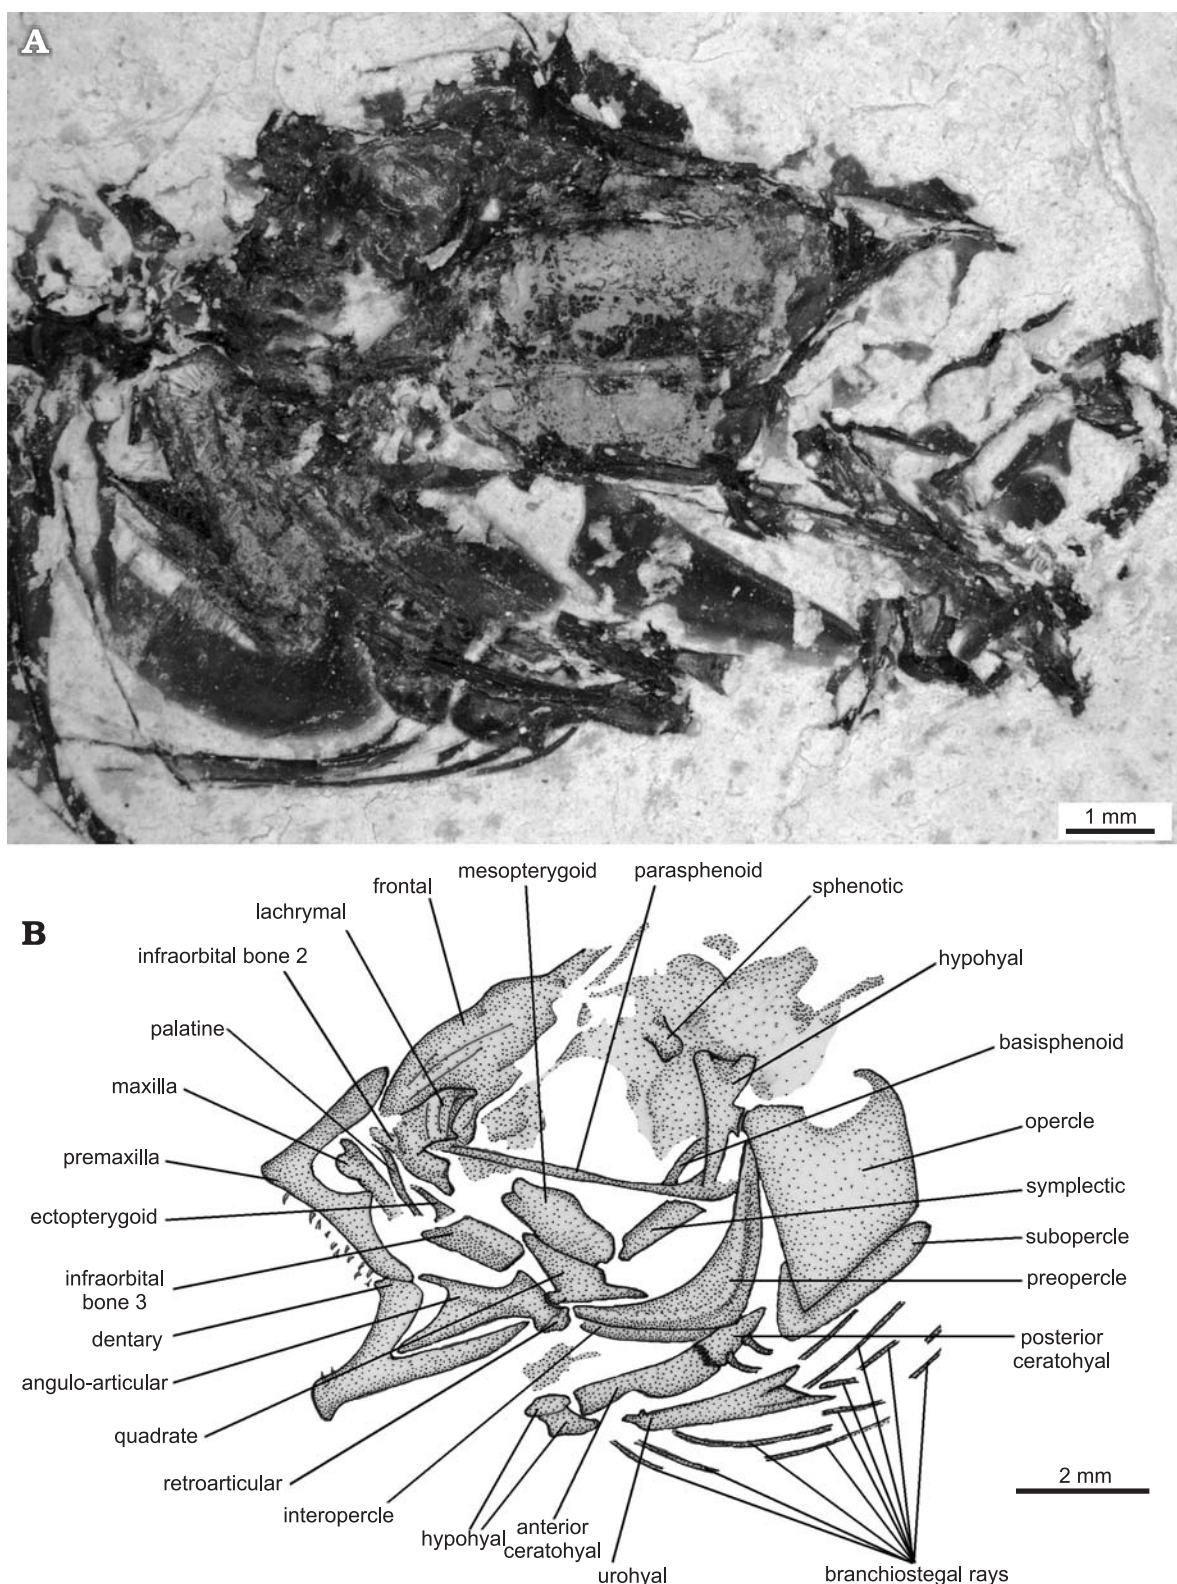 A
1 mm
B
mesopterygoid
parasphenoid
frontal
sphenotic
lachrymal
infraorbital bone 2
hypohyal
palatine
basisphenoid
maxilla
opercle
premaxilla
symplectic
ectopterygoid
subopercle
infraorbital
bone 3
preopercle
dentary
posterior
ceratohyal
angulo-articular
quadrate
retroarticular
2 mm
interopercle
hypohyal
anterior
ceratohyal
urohyal
branchiostegal rays